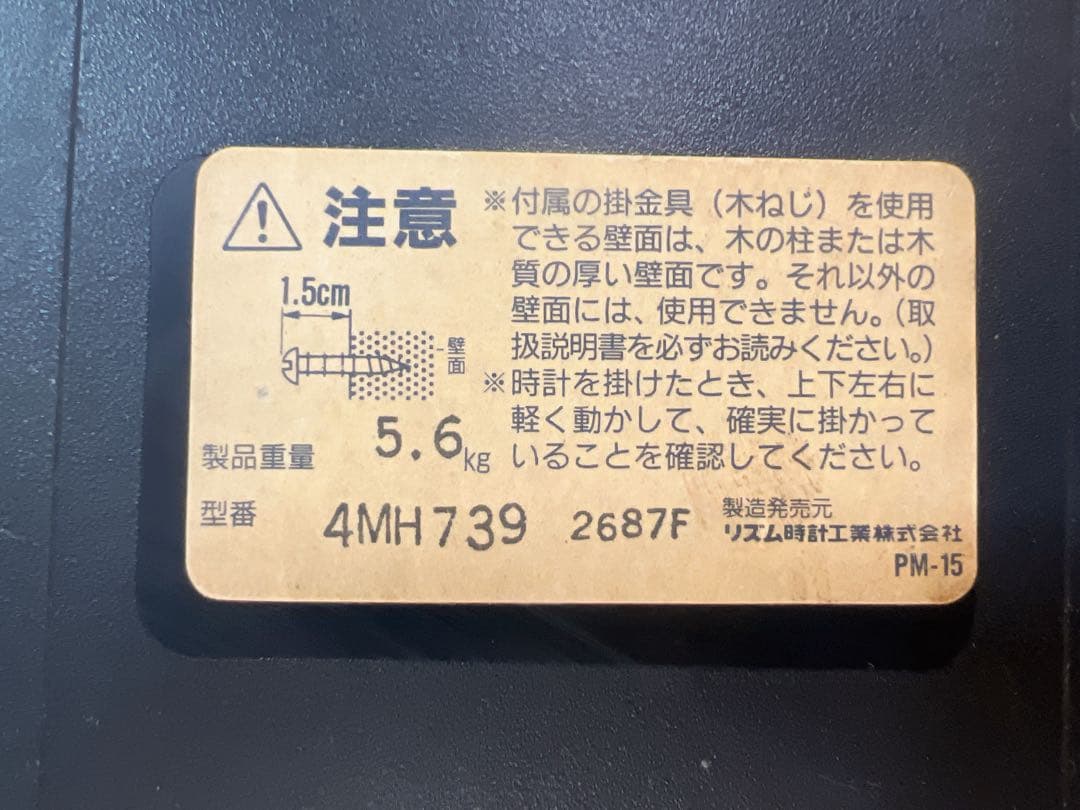 注意
1.5cm
壁面
製品重量 5.6kg
※付属の掛金具（木ねじ）を使用
できる壁面は、木の柱または木
質の厚い壁面です。それ以外の
壁面には、使用できません。（取
扱説明書を必ずお読みください。）
※時計を掛けたとき、上下左右に
軽く動かして、確実に掛かって
いることを確認してください。
型番 4MH739 2687F
製造発売元
リズム時計工業株式会社
PM-15